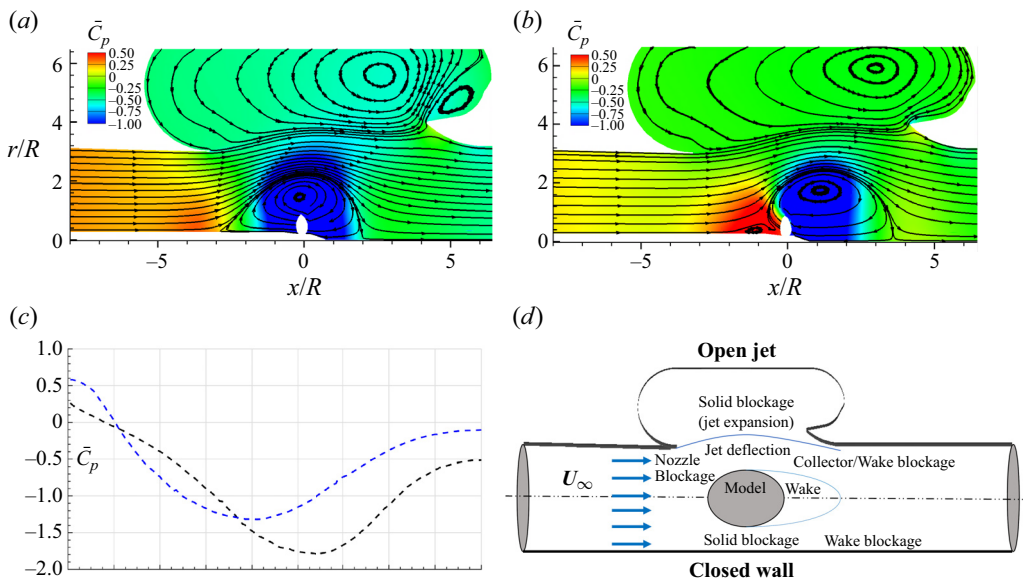 (a)
C̄p
0.50
0.25
0
–0.25
–0.50
–0.75
–1.00
6
4
r/R
2
0
–5
0
5
x/R
(b)
C̄p
0.50
0.25
0
–0.25
–0.50
–0.75
–1.00
6
4
2
0
–5
0
5
x/R
(c)
1.0
0.5
0
C̄p
–0.5
–1.0
–1.5
–2.0
(d)
Open jet
Solid blockage
(jet expansion)
Jet deflection
Nozzle
Blockage
Collector/Wake blockage
U∞
Model
Wake
Solid blockage
Wake blockage
Closed wall